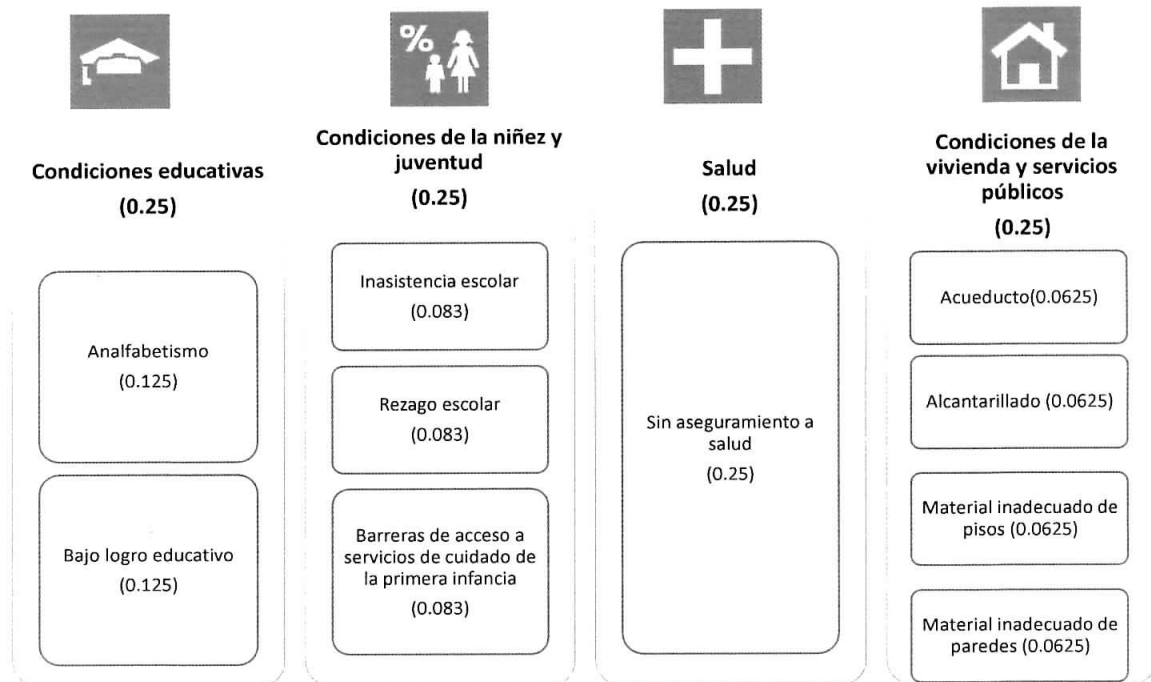 Condiciones educativas
(0.25)
Analfabetismo
(0.125)
Bajo logro educativo
(0.125)
%
Condiciones de la niñez y
juventud
(0.25)
Inasistencia escolar
(0.083)
Rezago escolar
(0.083)
Barreras de acceso a
servicios de cuidado de
la primera infancia
(0.083)
Salud
(0.25)
Sin aseguramiento a
salud
(0.25)
Condiciones de la
vivienda y servicios
públicos
(0.25)
Acueducto(0.0625)
Alcantarillado (0.0625)
Material inadecuado de
pisos (0.0625)
Material inadecuado de
paredes (0.0625)